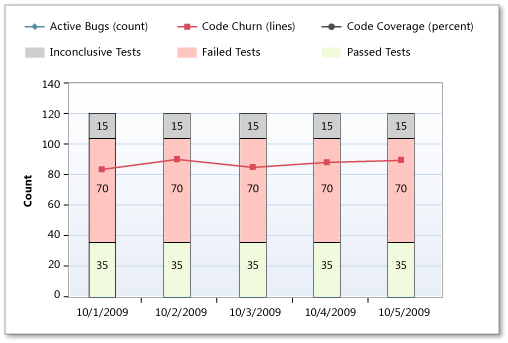 Active Bugs (count) Code Churn (lines) Code Coverage (percent)
Inconclusive Tests Failed Tests Passed Tests
140
120
100
80
60
40
20
0
Count
15 15 15 15 15
70 70 70 70 70
35 35 35 35 35
10/1/2009 10/2/2009 10/3/2009 10/4/2009 10/5/2009